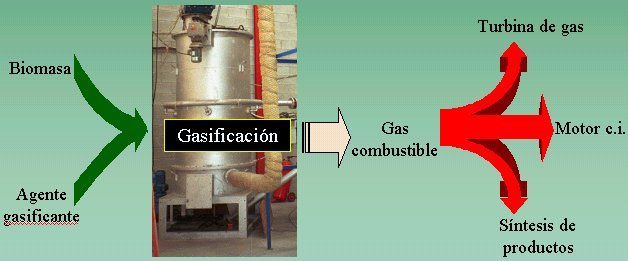 Biomasa
Agente
gasificante
Gasificación
Gas
combustible
Turbina de gas
Motor c.i.
Síntesis de
productos